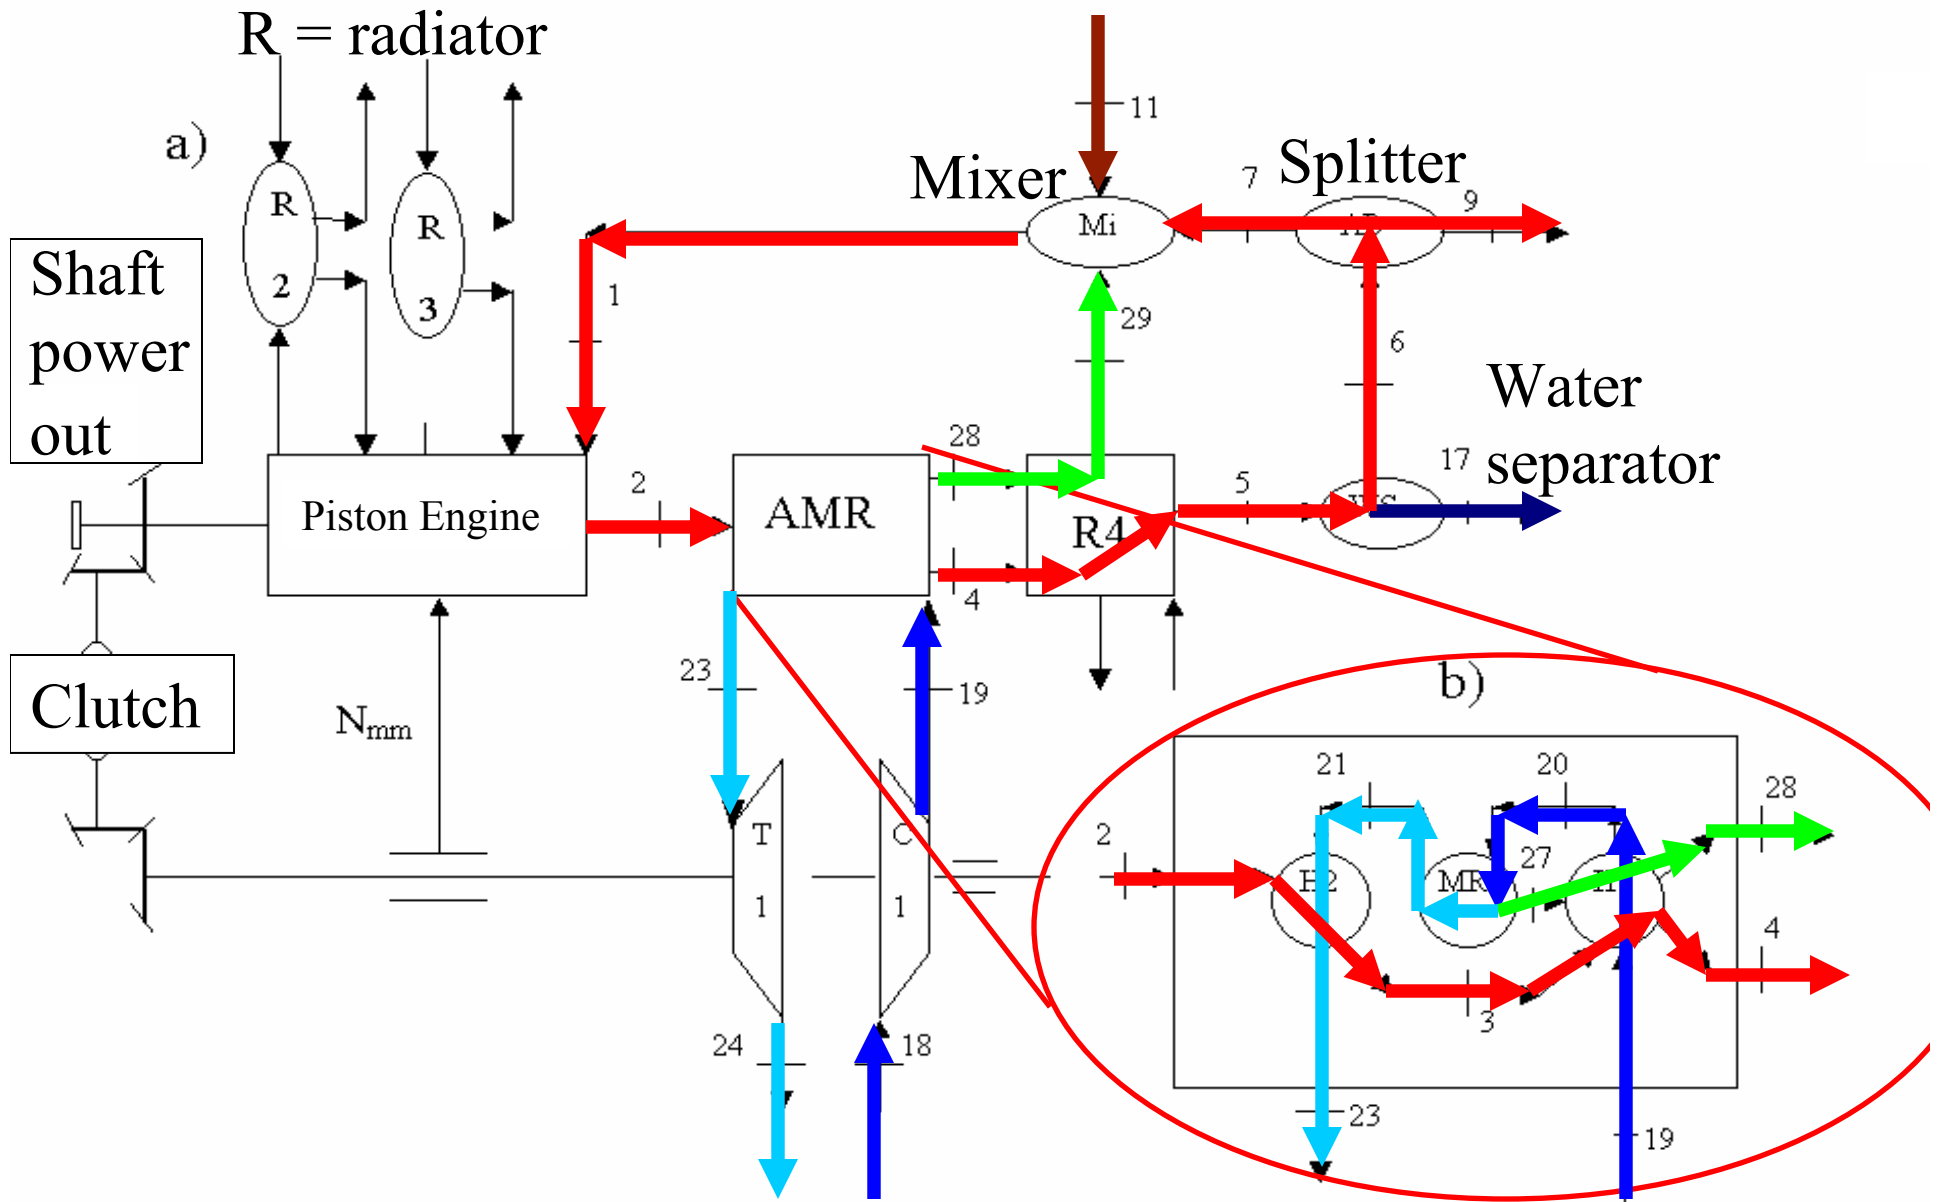 R = radiator
a)
11
Mixer
Splitter
7
9
R
2
R
3
Mi
Shaft
power
out
1
29
6
Water
separator
28
17
2
5
Piston Engine
AMR
R4
4
23
19
Clutch
Nmm
b)
21
20
28
T
1
C
1
2
27
MR
4
3
24
18
23
19